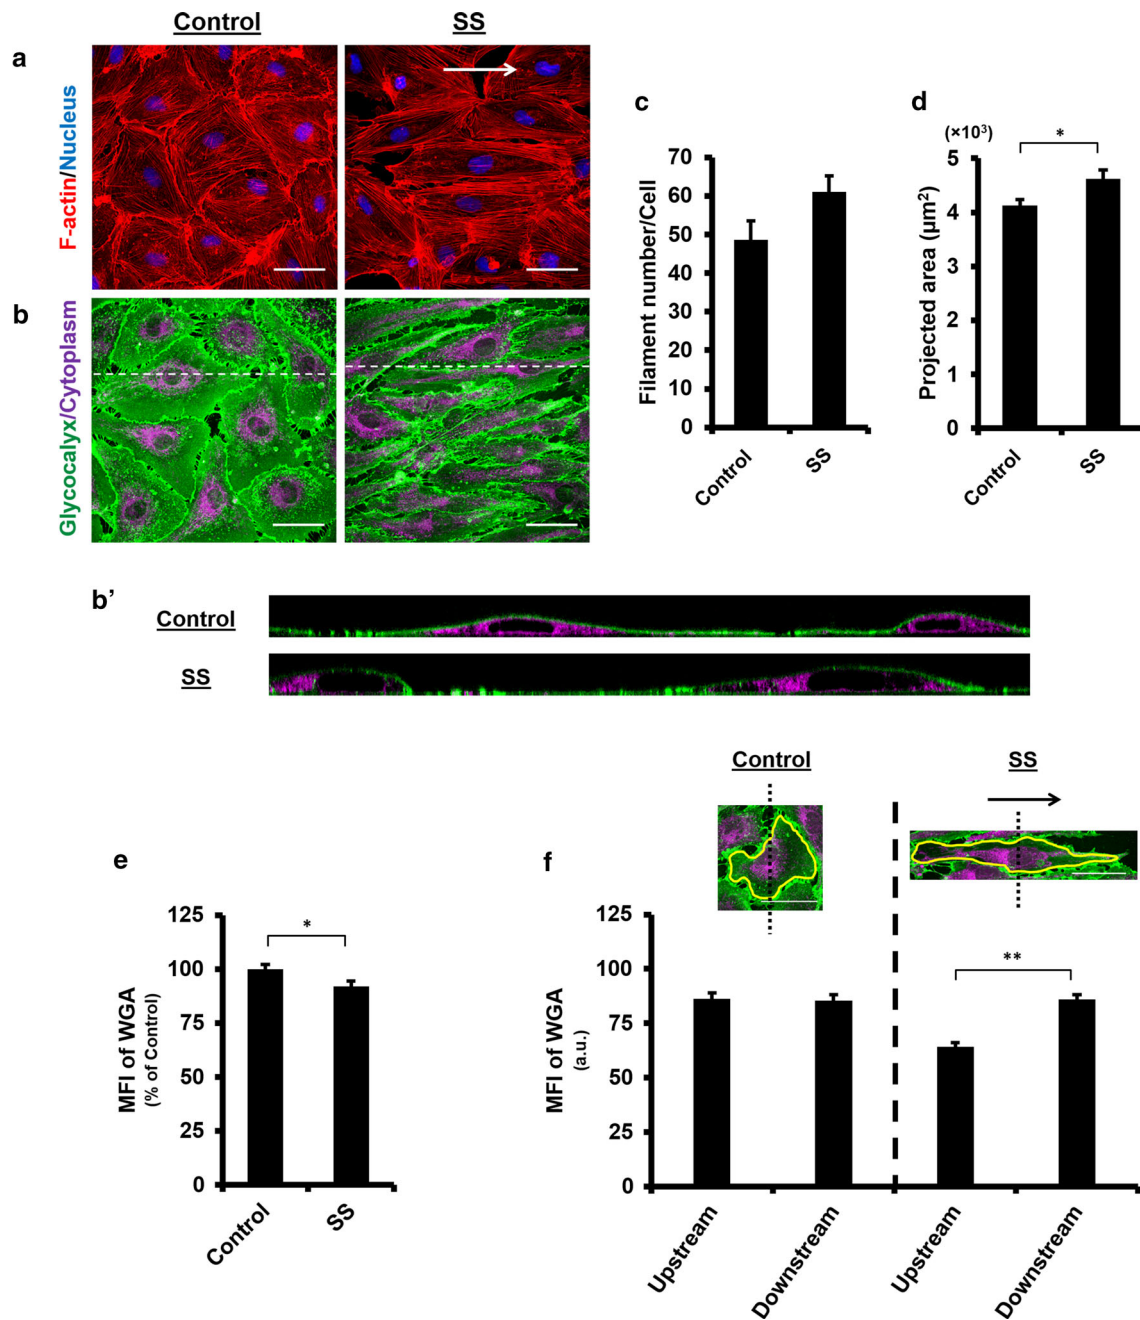 Control
SS
a
F-actin/Nucleus
b
Glycocalyx/Cytoplasm
c
Filament number/Cell
70
60
50
40
30
20
10
0
Control
SS
d
(×10³)
Projected area (µm²)
5
4
3
2
1
0
*
Control
SS
b’
Control
SS
e
MFI of WGA
(% of Control)
125
100
75
50
25
0
*
Control
SS
f
Control
SS
MFI of WGA
(a.u.)
125
100
75
50
25
0
**
Upstream
Downstream
Upstream
Downstream